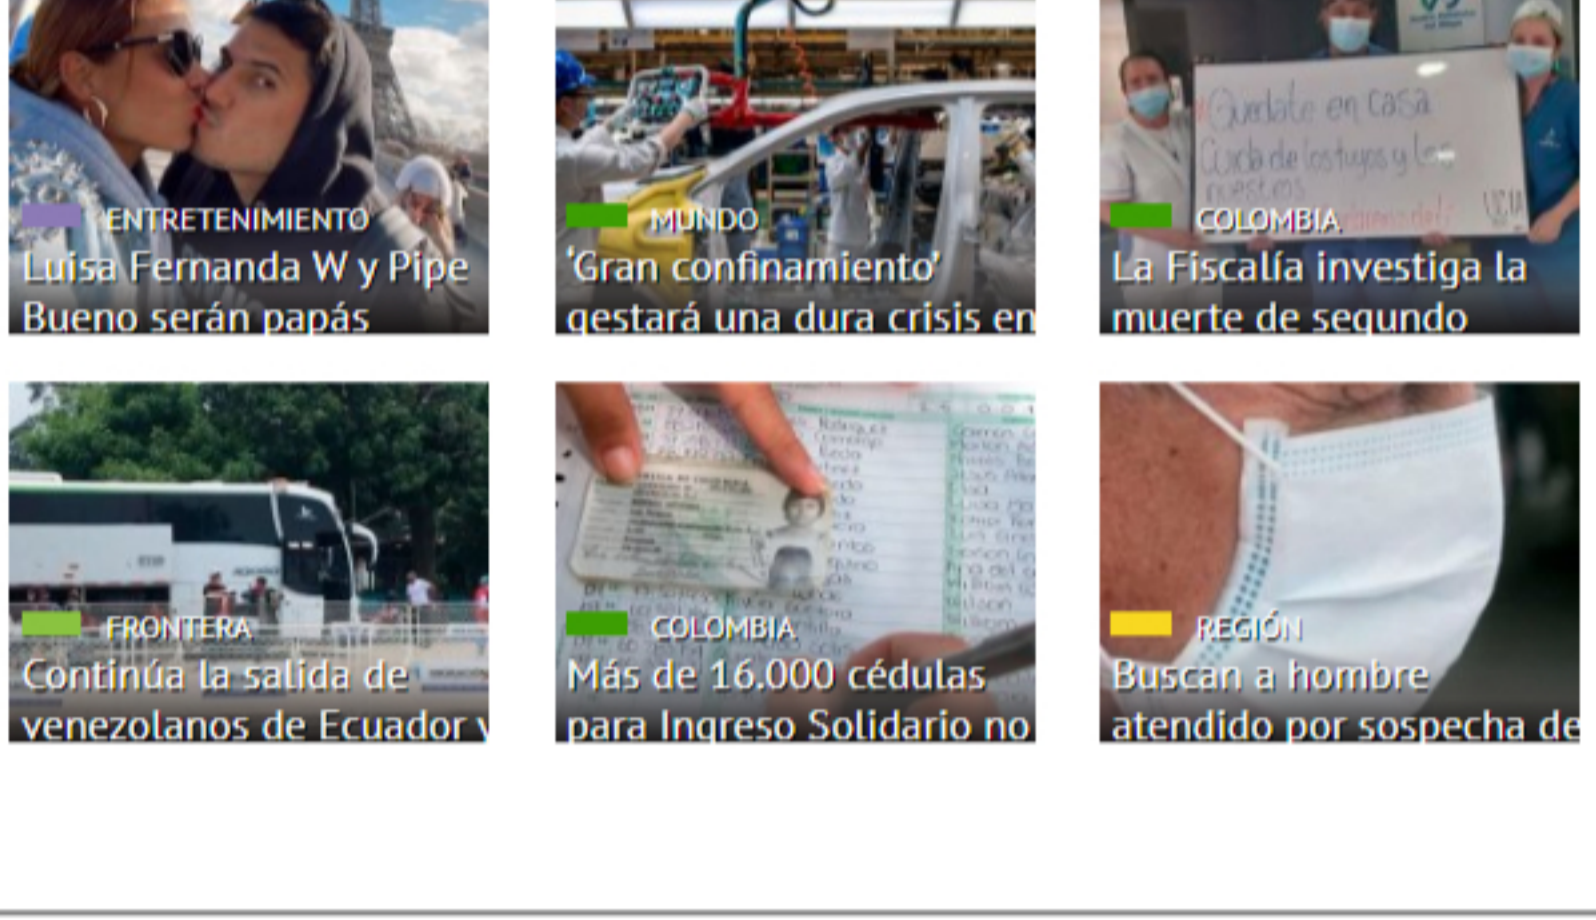 Quedate en casa
Cuida de los tuyos y los
nuestros
ENTRETENIMIENTO
Luisa Fernanda W y Pipe
Bueno serán papás
MUNDO
‘Gran confinamiento’
gestará una dura crisis en
COLOMBIA
La Fiscalía investiga la
muerte de segundo
FRONTERA
Continúa la salida de
venezolanos de Ecuador y
COLOMBIA
Más de 16.000 cédulas
para Ingreso Solidario no
REGIÓN
Buscan a hombre
atendido por sospecha de